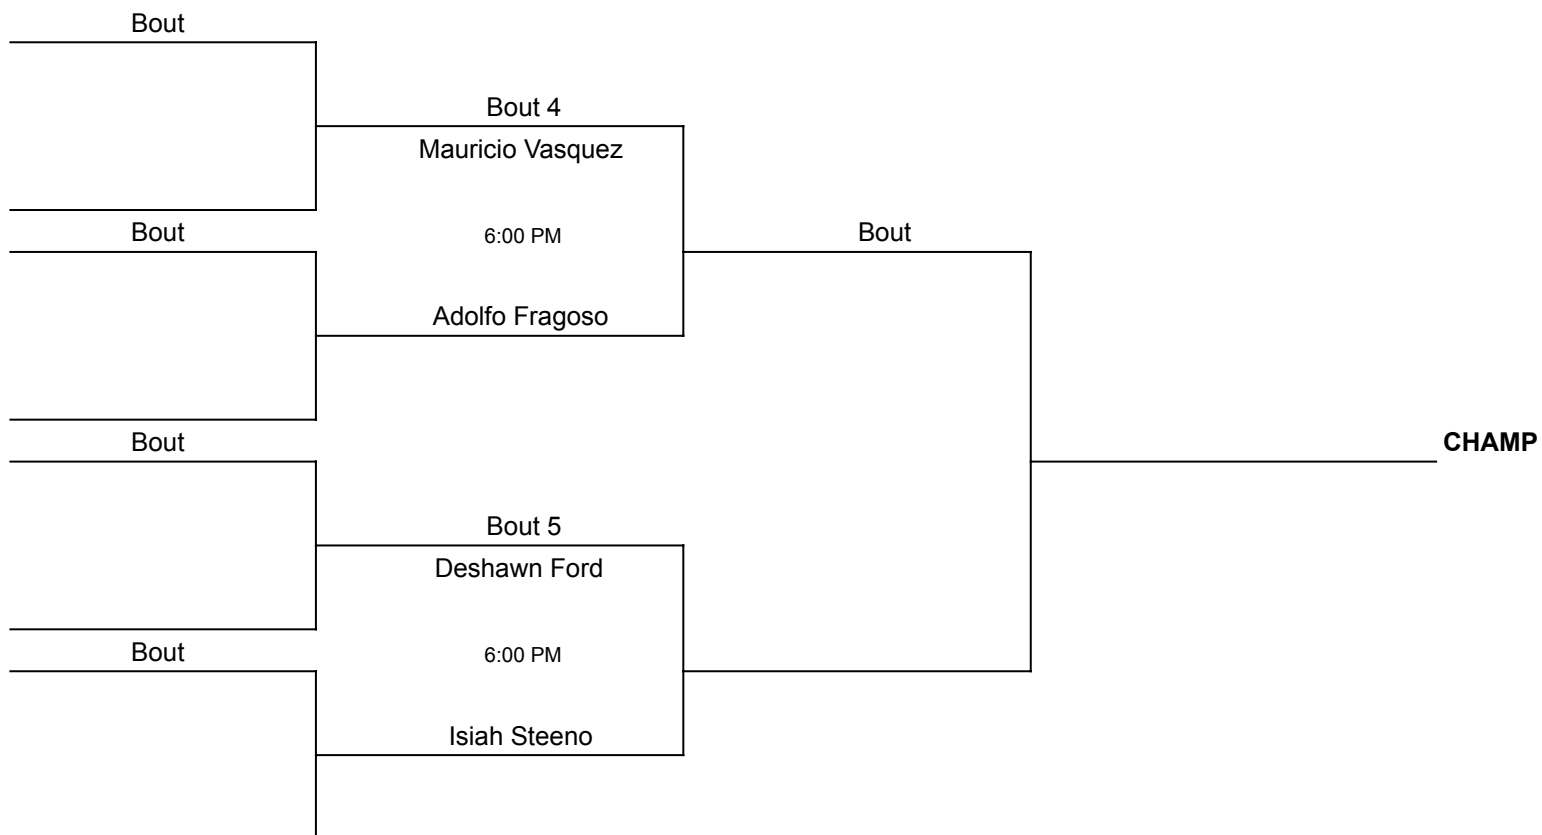 Bout
Bout 4
Mauricio Vasquez
Bout
6:00 PM
Bout
Adolfo Fragoso
Bout
CHAMP
Bout 5
Deshawn Ford
Bout
6:00 PM
Isiah Steeno